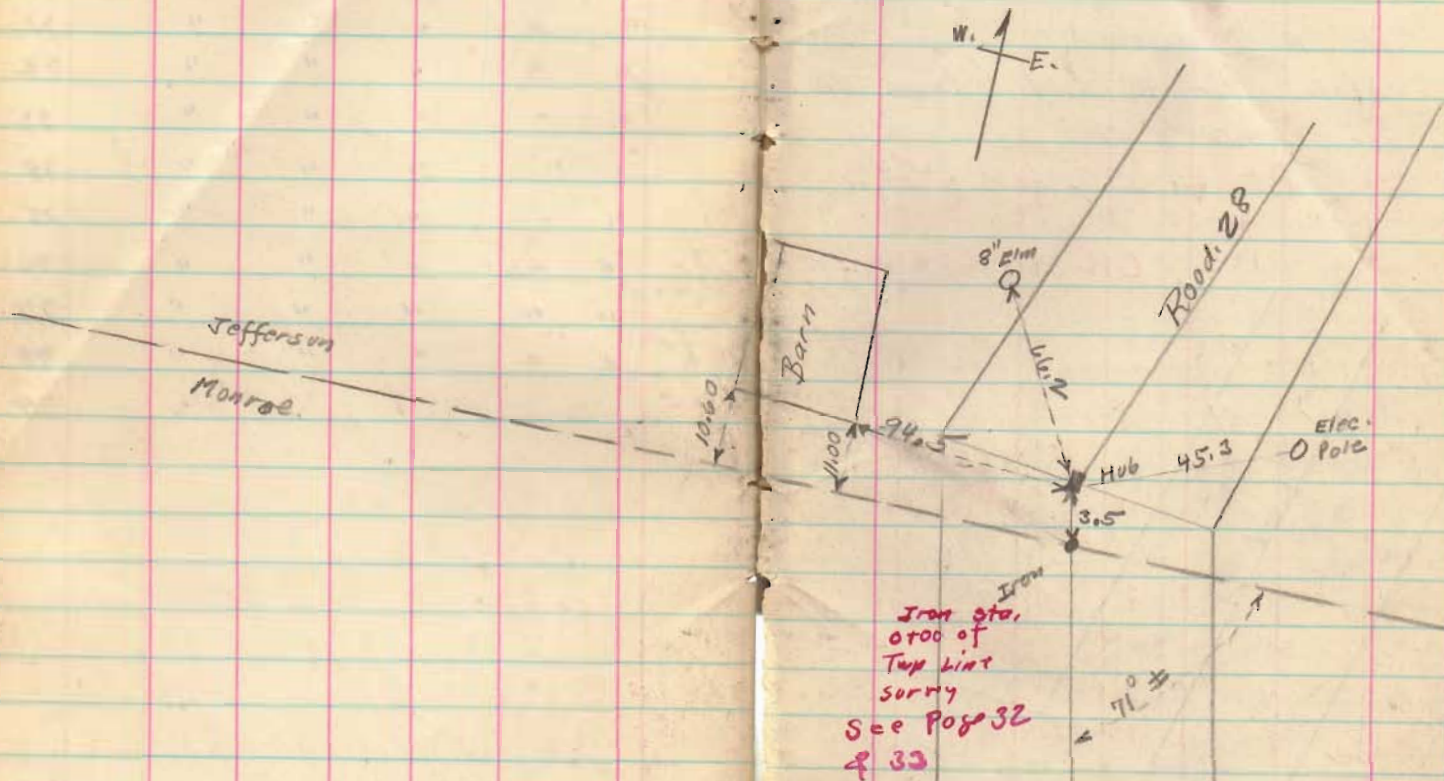 W.
E.
8" Elm
Road. 28
Jefferson
Monroe.
Barn
10.60
11.00
94.5
66.2
Hub
45.3
Elec.
Pole
3.5
Iron
Iron sta.
0+00 of
Twp Line
surry
See Page 32
& 33
71°